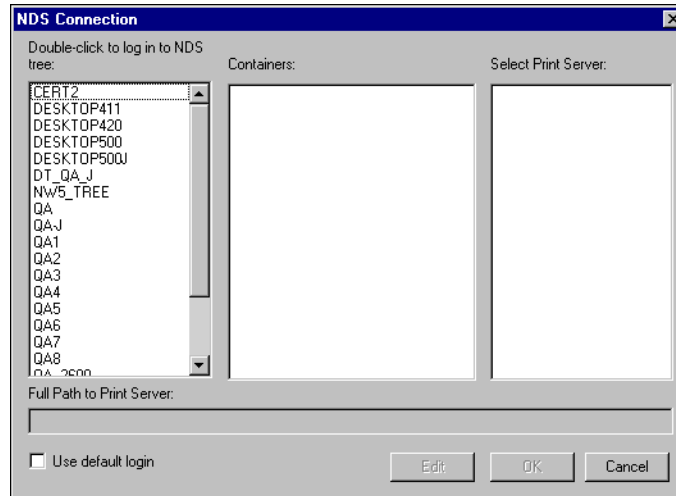 NDS Connection
Double-click to log in to NDS
tree:
Containers:
Select Print Server:
CERT2
DESKTOP411
DESKTOP420
DESKTOP500
DESKTOP500J
DT_QA_J
NW5_TREE
QA
QA-J
QA1
QA2
QA3
QA4
QA5
QA6
QA7
QA8
QA_2600
Full Path to Print Server:
Use default login
Edit
OK
Cancel